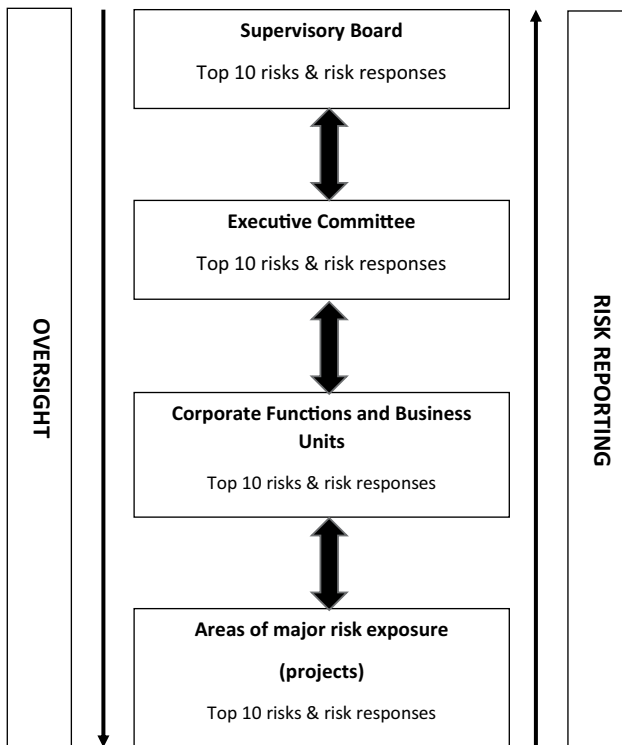 Supervisory Board
Top 10 risks & risk responses
Executive Committee
Top 10 risks & risk responses
OVERSIGHT
RISK REPORTING
Corporate Functions and Business
Units
Top 10 risks & risk responses
Areas of major risk exposure
(projects)
Top 10 risks & risk responses